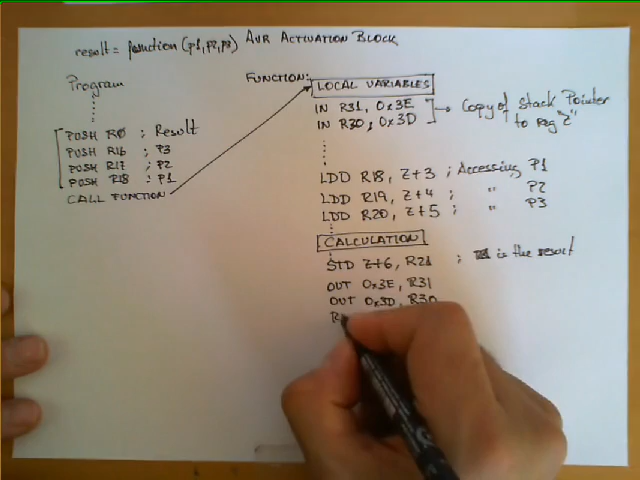 result = function (p1,p2,p3) AVR ACTIVATION BLOCK
Program
PUSH R0 ; Result
PUSH R16 ; P3
PUSH R17 ; P2
PUSH R18 ; P1
CALL FUNCTION
FUNCTION:
LOCAL VARIABLES
IN R31, 0x3E
IN R30, 0x3D
Copy of Stack Pointer
to Reg "Z"
LDD R18, Z+3 ; Accessing P1
LDD R19, Z+4 ; " P2
LDD R20, Z+5 ; " P3
CALCULATION
STD Z+6, R21 ; is the result
OUT 0x3E, R31
OUT 0x3D, R30
R